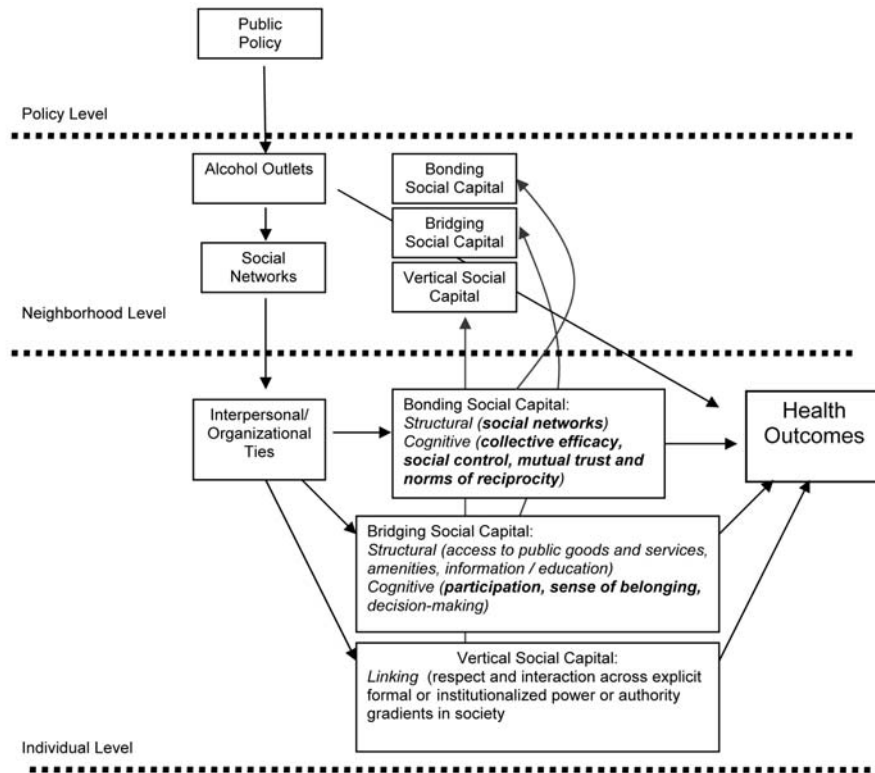 Public
Policy
Policy Level
Alcohol Outlets
Bonding
Social Capital
Bridging
Social Capital
Social
Networks
Vertical Social
Capital
Neighborhood Level
Interpersonal/
Organizational
Ties
Bonding Social Capital:
Structural (social networks)
Cognitive (collective efficacy,
social control, mutual trust and
norms of reciprocity)
Health
Outcomes
Bridging Social Capital:
Structural (access to public goods and services,
amenities, information / education)
Cognitive (participation, sense of belonging,
decision-making)
Vertical Social Capital:
Linking (respect and interaction across explicit
formal or institutionalized power or authority
gradients in society
Individual Level